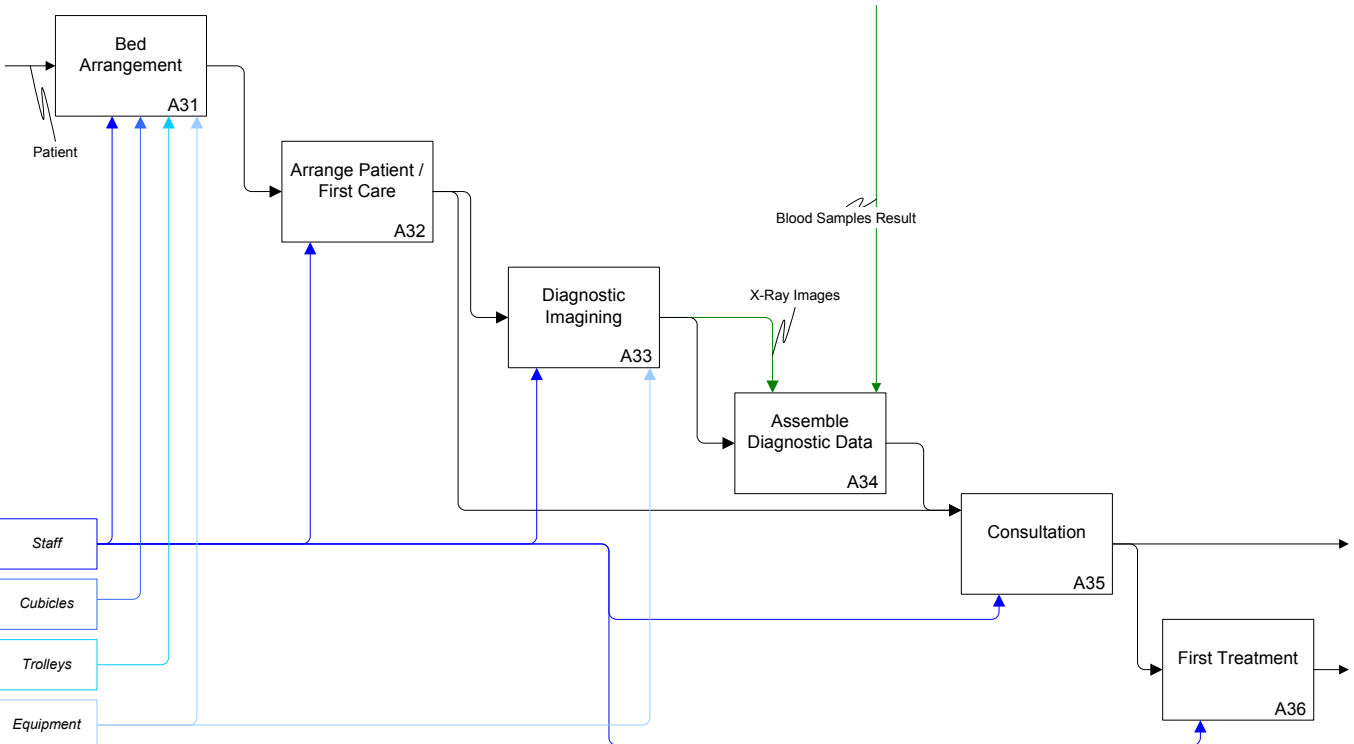 Bed
Arrangement
A31
Patient
Arrange Patient /
First Care
A32
Blood Samples Result
Diagnostic
Imagining
A33
X-Ray Images
Assemble
Diagnostic Data
A34
Staff
Consultation
A35
Cubicles
Trolleys
First Treatment
A36
Equipment